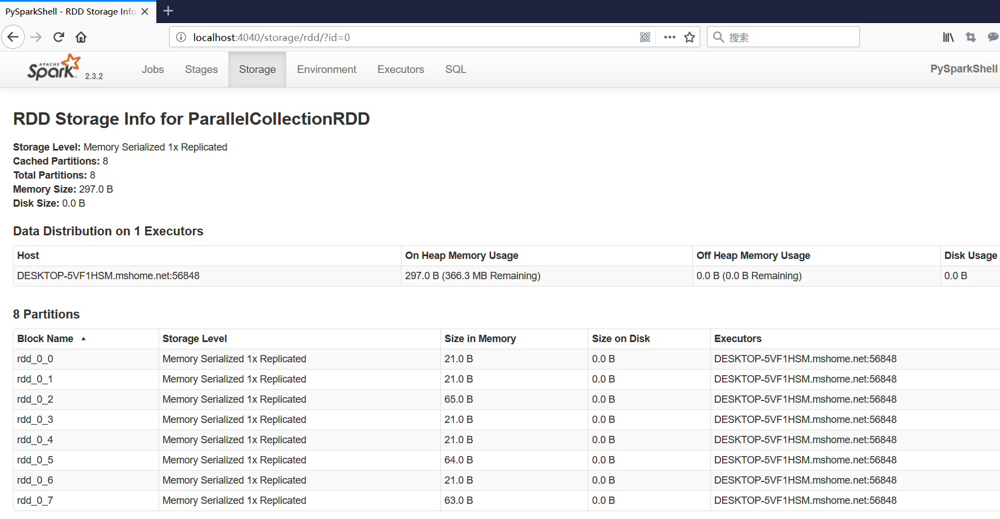 PySparkShell - RDD Storage Info
localhost:4040/storage/rdd/?id=0
搜索
APACHE Spark 2.3.2 Jobs Stages Storage Environment Executors SQL PySparkShell
RDD Storage Info for ParallelCollectionRDD
Storage Level: Memory Serialized 1x Replicated
Cached Partitions: 8
Total Partitions: 8
Memory Size: 297.0 B
Disk Size: 0.0 B
Data Distribution on 1 Executors
Host On Heap Memory Usage Off Heap Memory Usage Disk Usage
DESKTOP-5VF1HSM.mshome.net:56848 297.0 B (366.3 MB Remaining) 0.0 B (0.0 B Remaining) 0.0 B
8 Partitions
Block Name ▲ Storage Level Size in Memory Size on Disk Executors
rdd_0_0 Memory Serialized 1x Replicated 21.0 B 0.0 B DESKTOP-5VF1HSM.mshome.net:56848
rdd_0_1 Memory Serialized 1x Replicated 21.0 B 0.0 B DESKTOP-5VF1HSM.mshome.net:56848
rdd_0_2 Memory Serialized 1x Replicated 65.0 B 0.0 B DESKTOP-5VF1HSM.mshome.net:56848
rdd_0_3 Memory Serialized 1x Replicated 21.0 B 0.0 B DESKTOP-5VF1HSM.mshome.net:56848
rdd_0_4 Memory Serialized 1x Replicated 21.0 B 0.0 B DESKTOP-5VF1HSM.mshome.net:56848
rdd_0_5 Memory Serialized 1x Replicated 64.0 B 0.0 B DESKTOP-5VF1HSM.mshome.net:56848
rdd_0_6 Memory Serialized 1x Replicated 21.0 B 0.0 B DESKTOP-5VF1HSM.mshome.net:56848
rdd_0_7 Memory Serialized 1x Replicated 63.0 B 0.0 B DESKTOP-5VF1HSM.mshome.net:56848